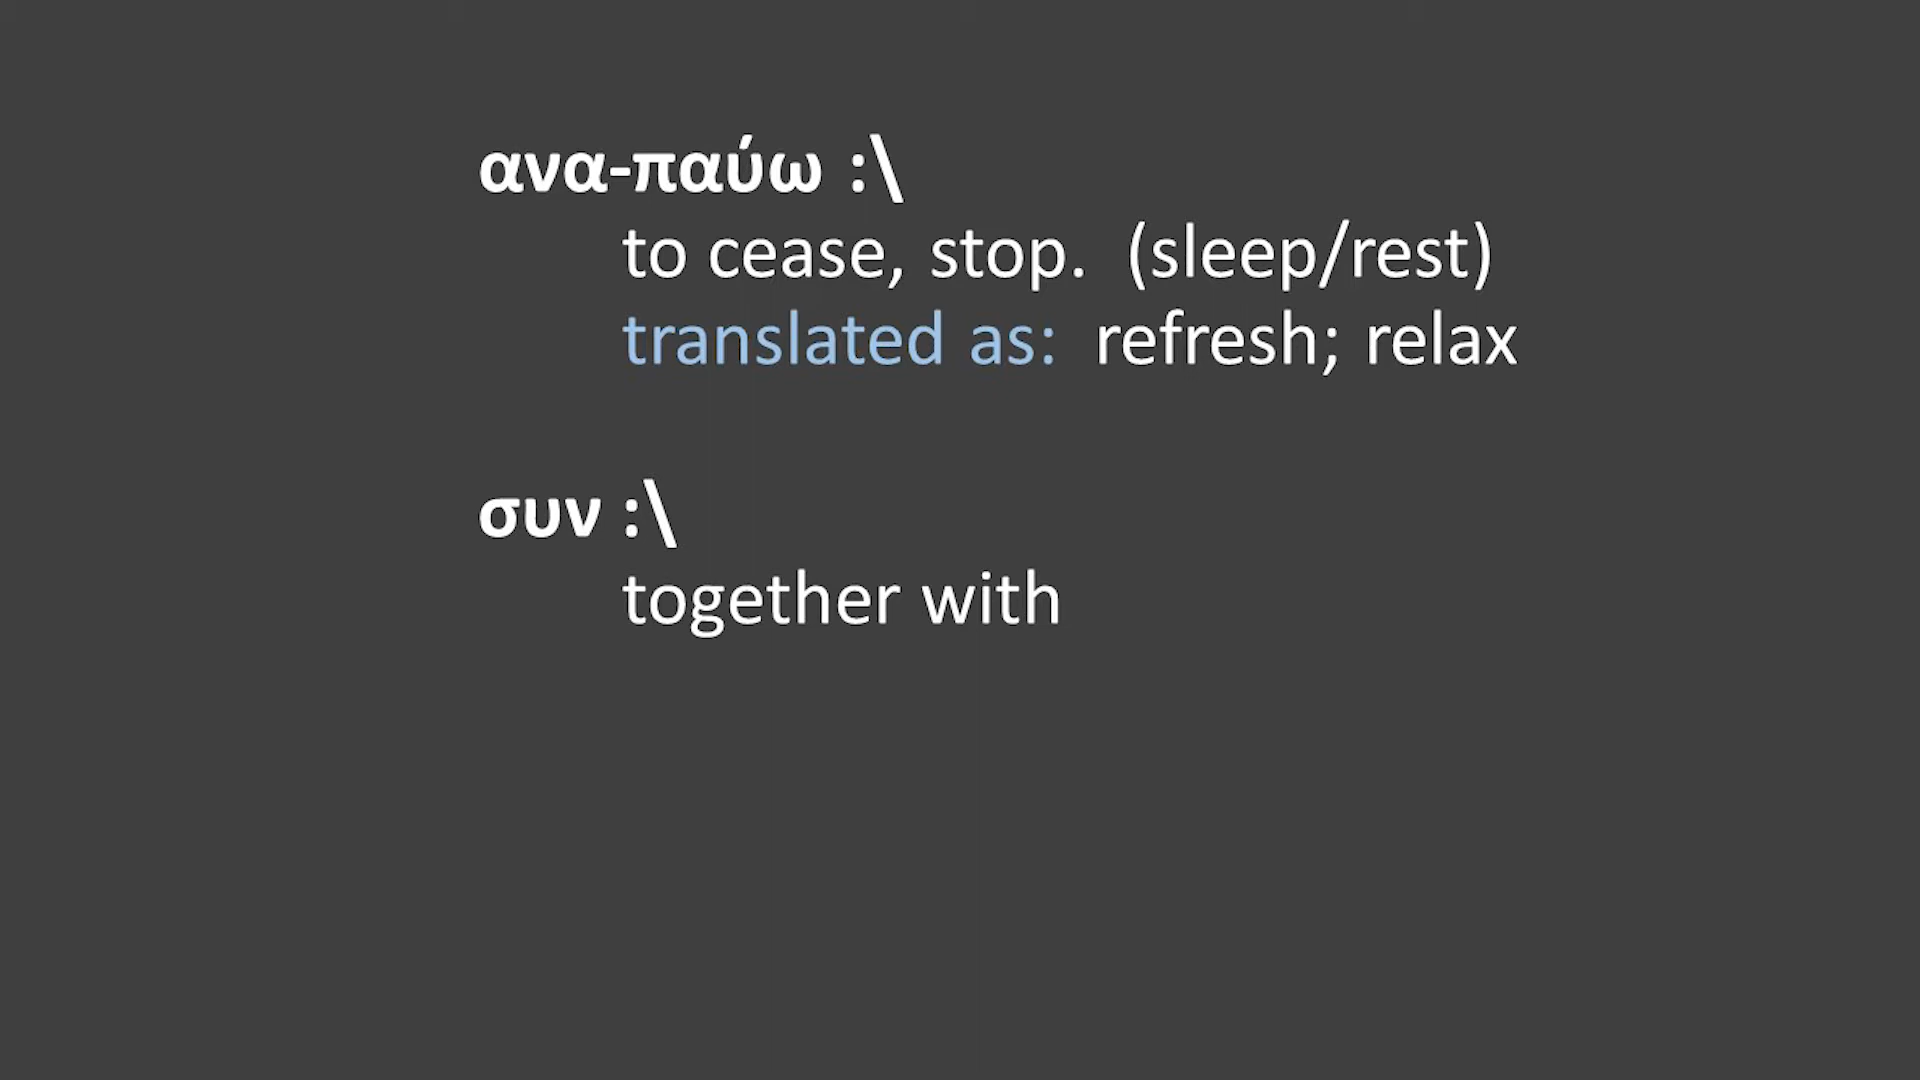 ανα-παύω :\
to cease, stop. (sleep/rest)
translated as: refresh; relax
συν :\
together with